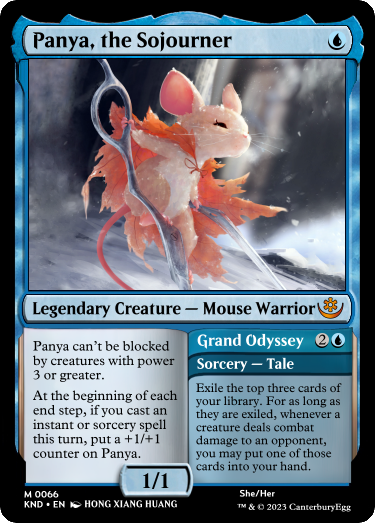 Panya, the Sojourner
Legendary Creature — Mouse Warrior
Panya can't be blocked
by creatures with power
3 or greater.
At the beginning of each
end step, if you cast an
instant or sorcery spell
this turn, put a +1/+1
counter on Panya.
Grand Odyssey 2
Sorcery — Tale
Exile the top three cards of
your library. For as long as
they are exiled, whenever a
creature deals combat
damage to an opponent,
you may put one of those
cards into your hand.
1/1
M 0066
KND • EN HONG XIANG HUANG
She/Her
™ & © 2023 CanterburyEgg